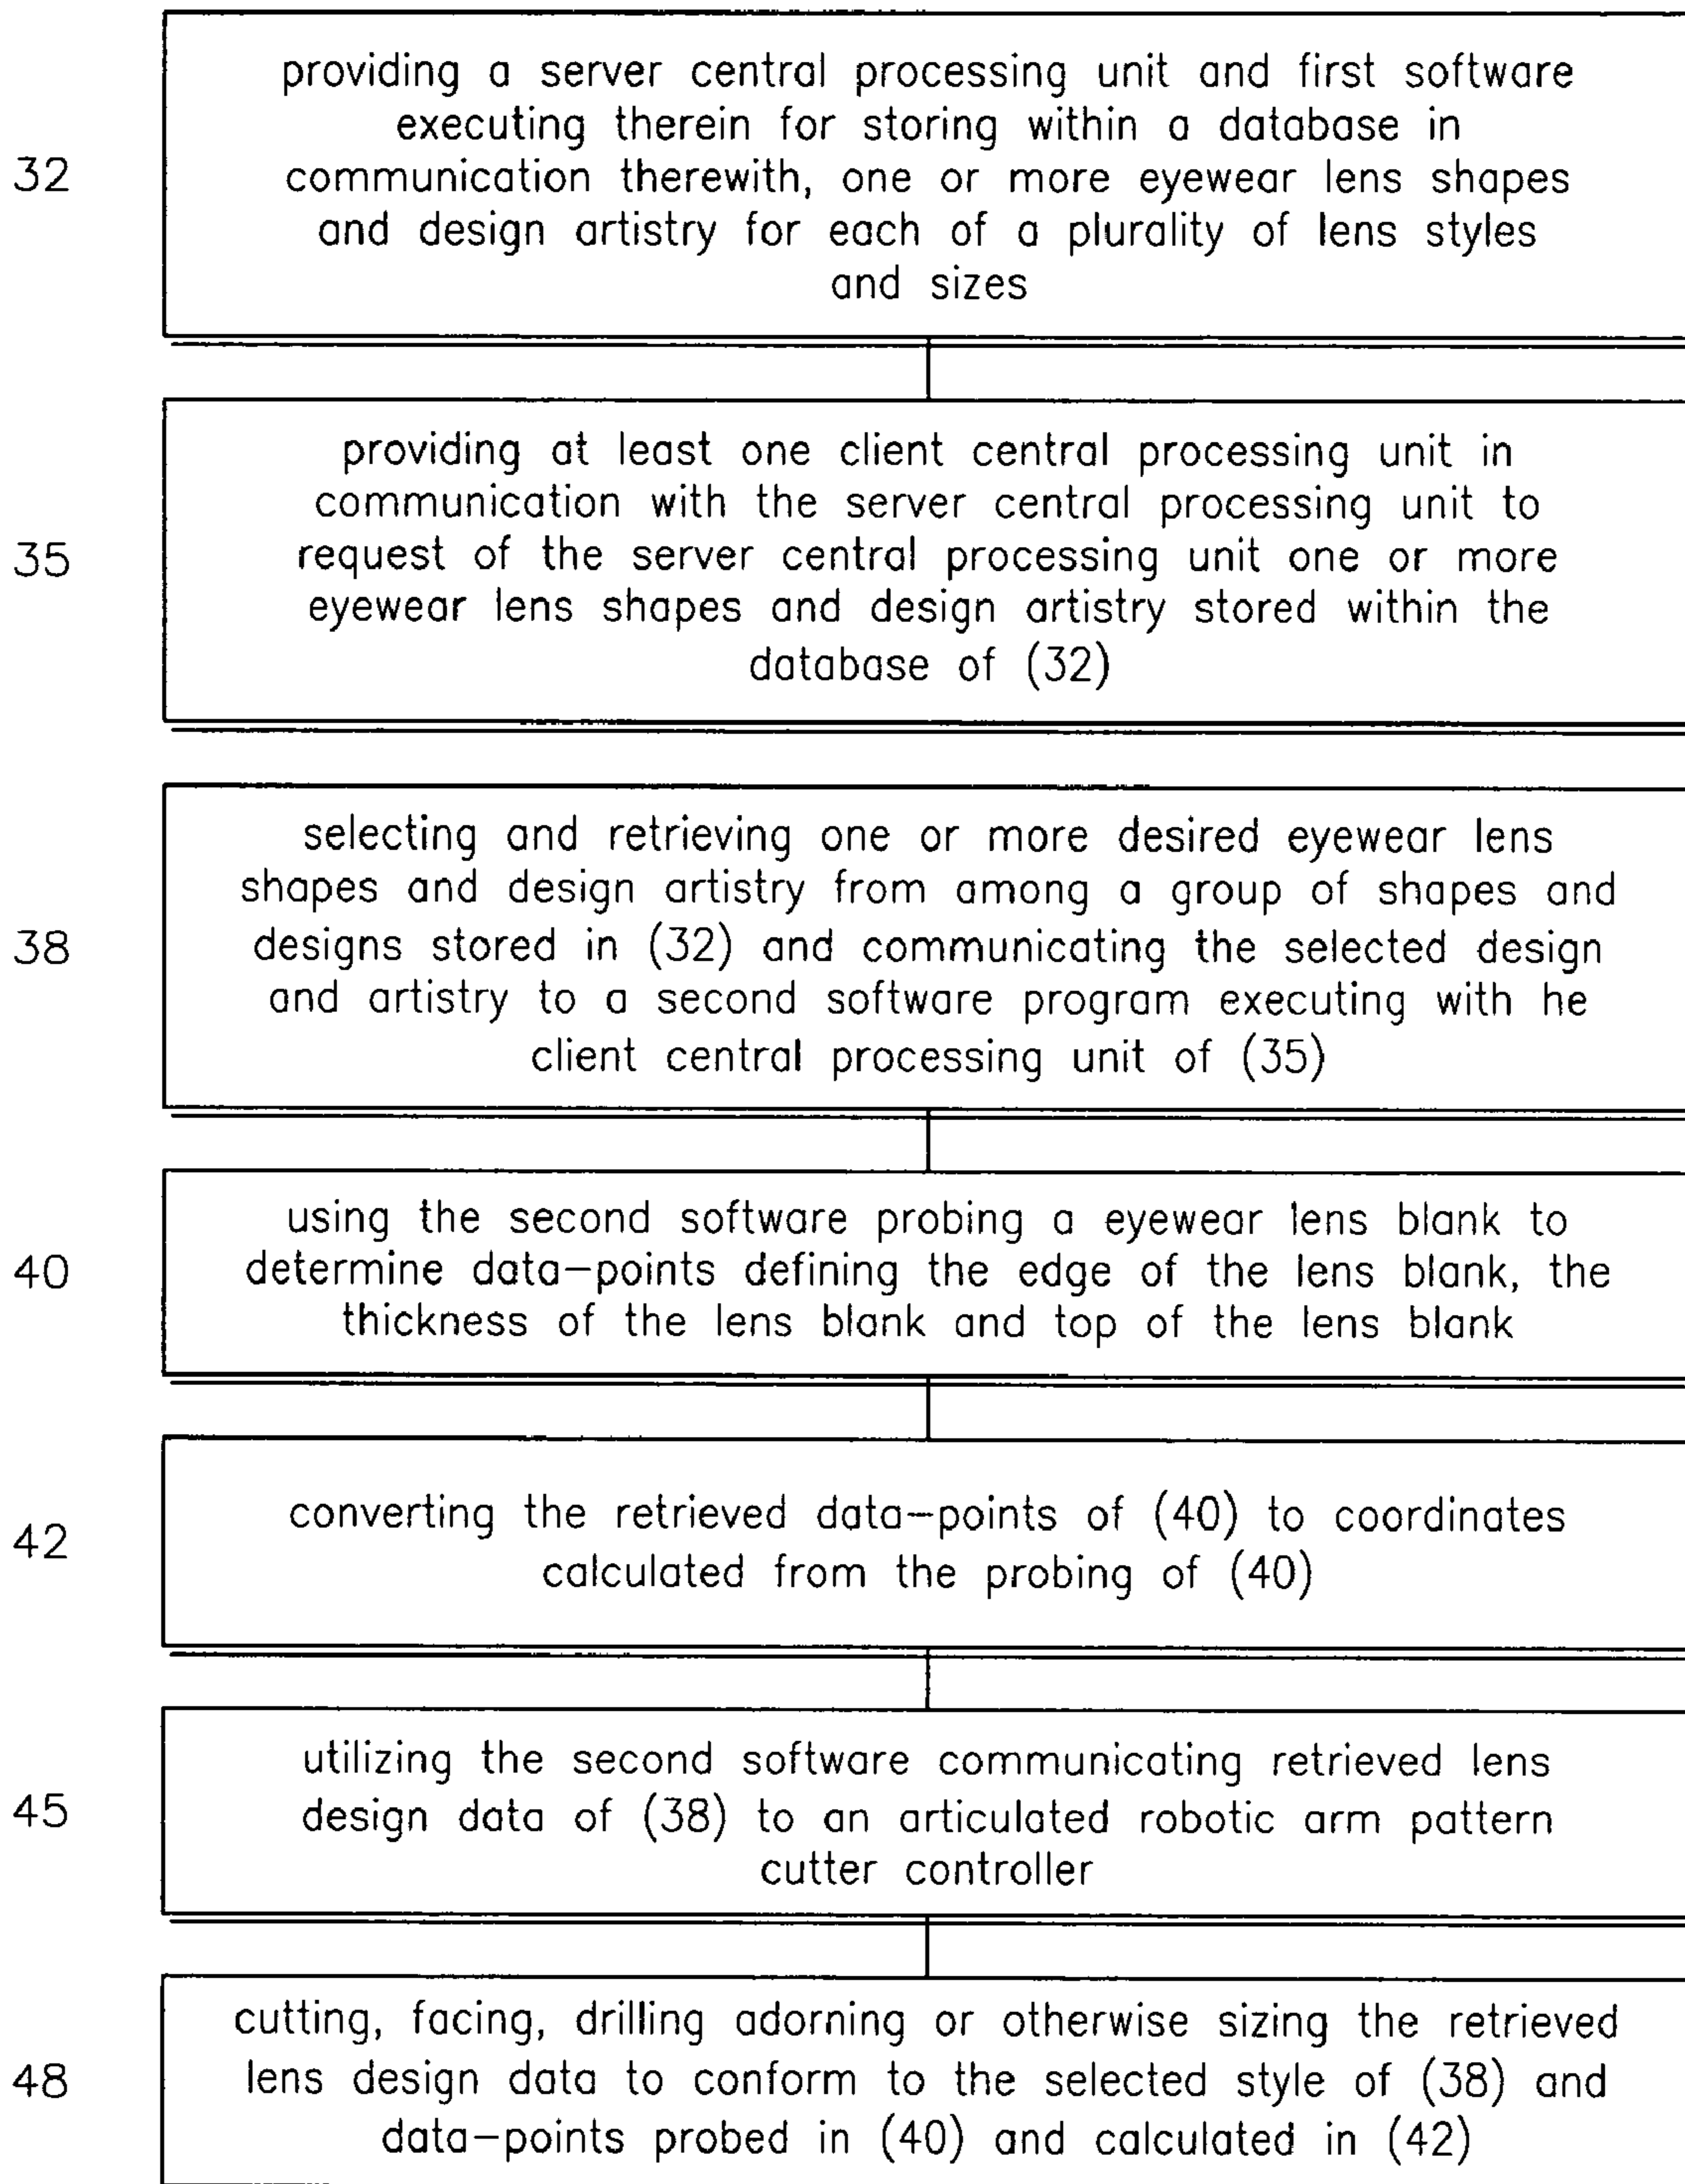 providing a server central processing unit and first software
executing therein for storing within a database in
32
communication therewith, one or more eyewear lens shapes
and design artistry for each of a plurality of lens styles
and sizes
providing at least one client central processing unit in
communication with the server central processing unit to
35
request of the server central processing unit one or more
eyewear lens shapes and design artistry stored within the
database of (32)
selecting and retrieving one or more desired eyewear lens
shapes and design artistry from among a group of shapes and
38
designs stored in (32) and communicating the selected design
and artistry to a second software program executing with he
client central processing unit of (35)
using the second software probing a eyewear lens blank to
40
determine data-points defining the edge of the lens blank, the
thickness of the lens blank and top of the lens blank
42
converting the retrieved data-points of (40) to coordinates
calculated from the probing of (40)
utilizing the second software communicating retrieved lens
45
design data of (38) to an articulated robotic arm pattern
cutter controller
cutting, facing, drilling adorning or otherwise sizing the retrieved
48
lens design data to conform to the selected style of (38) and
data-points probed in (40) and calculated in (42)